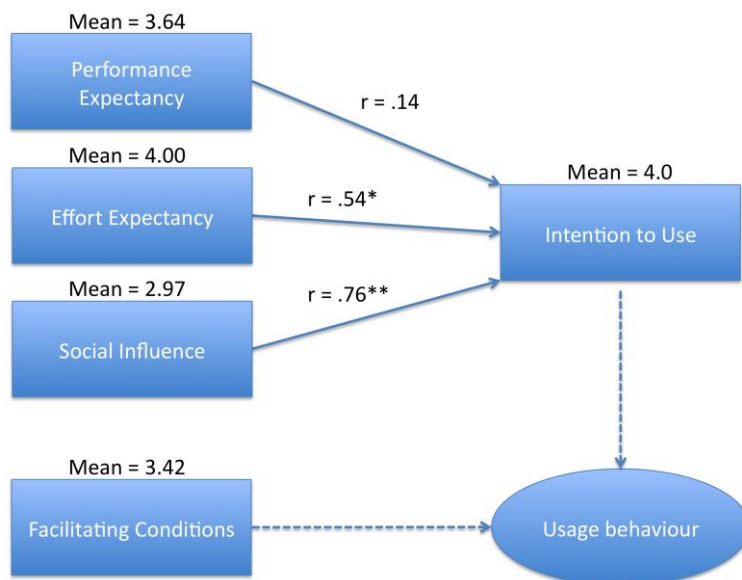 Mean = 3.64
Performance
Expectancy
r = .14
Mean = 4.00
Effort Expectancy
r = .54*
Mean = 4.0
Intention to Use
Mean = 2.97
r = .76**
Social Influence
Mean = 3.42
Facilitating Conditions
Usage behaviour